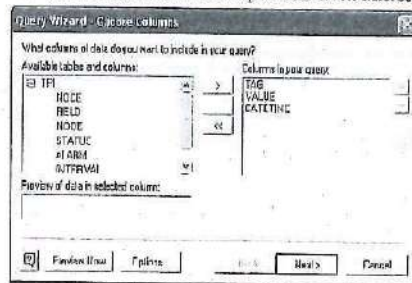 Query Wizard - Choose Columns
What columns of data do you want to include in your query?
Available tables and columns:
Columns in your query:
NODE
FIELD
NODE
STATUS
ALARM
INTERVAL
>
<<
TAG
VALUE
DATETIME
Preview of data in selected column:
?
Preview Now
Options
Next >
Cancel